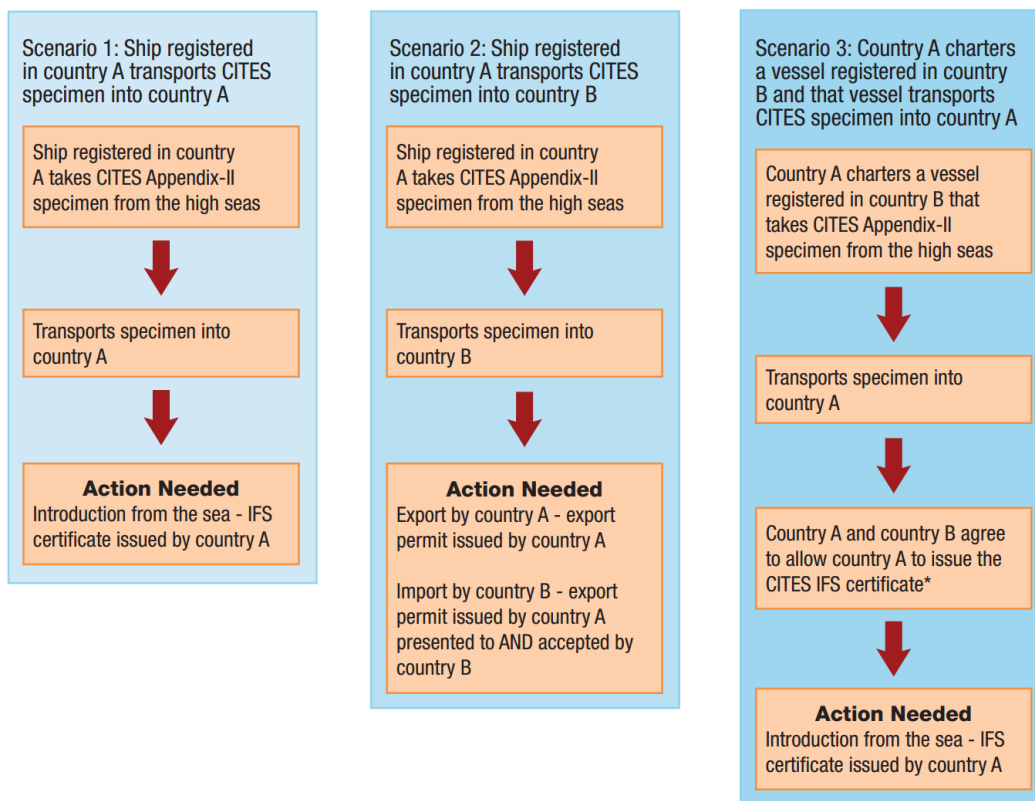 Scenario 1: Ship registered
in country A transports CITES
specimen into country A
Ship registered in country
A takes CITES Appendix-II
specimen from the high seas
Transports specimen into
country A
Action Needed
Introduction from the sea - IFS
certificate issued by country A
Scenario 2: Ship registered
in country A transports CITES
specimen into country B
Ship registered in country
A takes CITES Appendix-II
specimen from the high seas
Transports specimen into
country B
Action Needed
Export by country A - export
permit issued by country A
Import by country B - export
permit issued by country A
presented to AND accepted by
country B
Scenario 3: Country A charters
a vessel registered in country
B and that vessel transports
CITES specimen into country A
Country A charters a vessel
registered in country B that
takes CITES Appendix-II
specimen from the high seas
Transports specimen into
country A
Country A and country B agree
to allow country A to issue the
CITES IFS certificate*
Action Needed
Introduction from the sea - IFS
certificate issued by country A